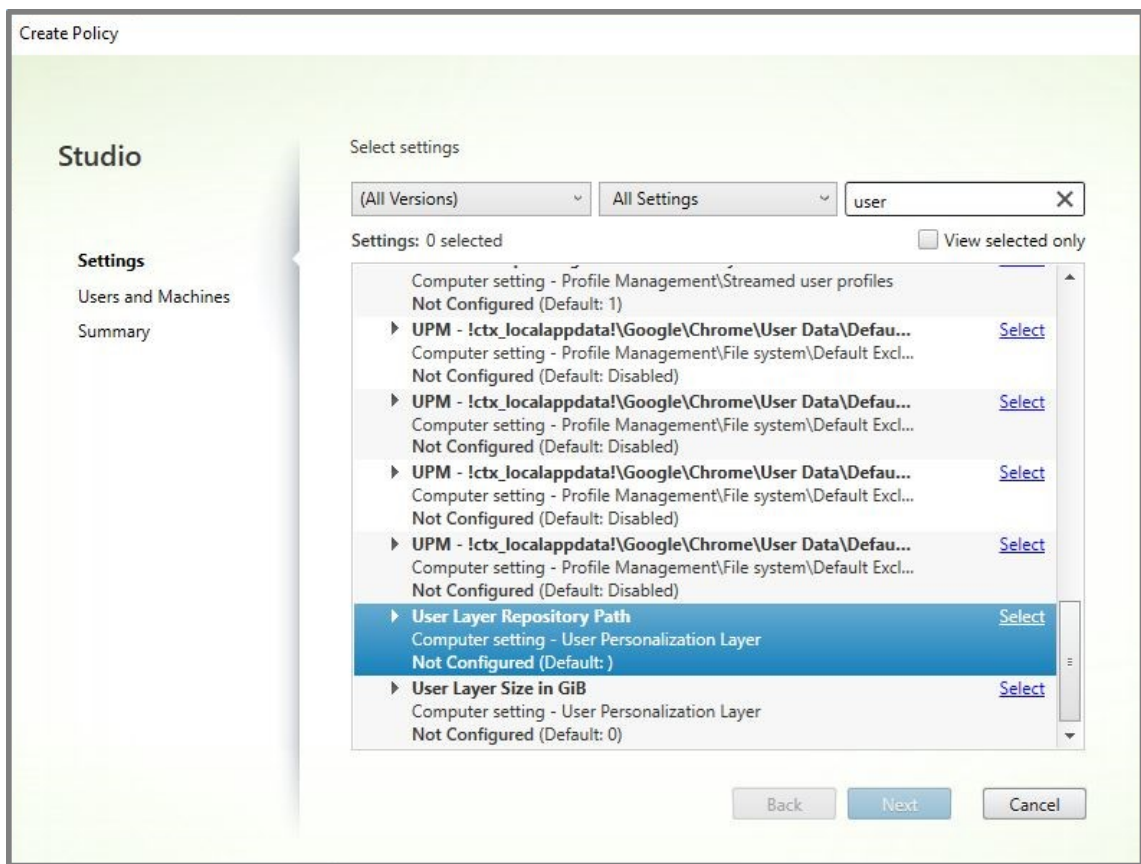 Create Policy
Studio
Settings
Users and Machines
Summary
Select settings
(All Versions)
All Settings
user
Settings: 0 selected
View selected only
Computer setting - Profile Management\Streamed user profiles
Not Configured (Default: 1)
UPM - !ctx_localappdata!\Google\Chrome\User Data\Defau...
Select
Computer setting - Profile Management\File system\Default Excl...
Not Configured (Default: Disabled)
UPM - !ctx_localappdata!\Google\Chrome\User Data\Defau...
Select
Computer setting - Profile Management\File system\Default Excl...
Not Configured (Default: Disabled)
UPM - !ctx_localappdata!\Google\Chrome\User Data\Defau...
Select
Computer setting - Profile Management\File system\Default Excl...
Not Configured (Default: Disabled)
UPM - !ctx_localappdata!\Google\Chrome\User Data\Defau...
Select
Computer setting - Profile Management\File system\Default Excl...
Not Configured (Default: Disabled)
User Layer Repository Path
Select
Computer setting - User Personalization Layer
Not Configured (Default: )
User Layer Size in GiB
Select
Computer setting - User Personalization Layer
Not Configured (Default: 0)
Back
Next
Cancel